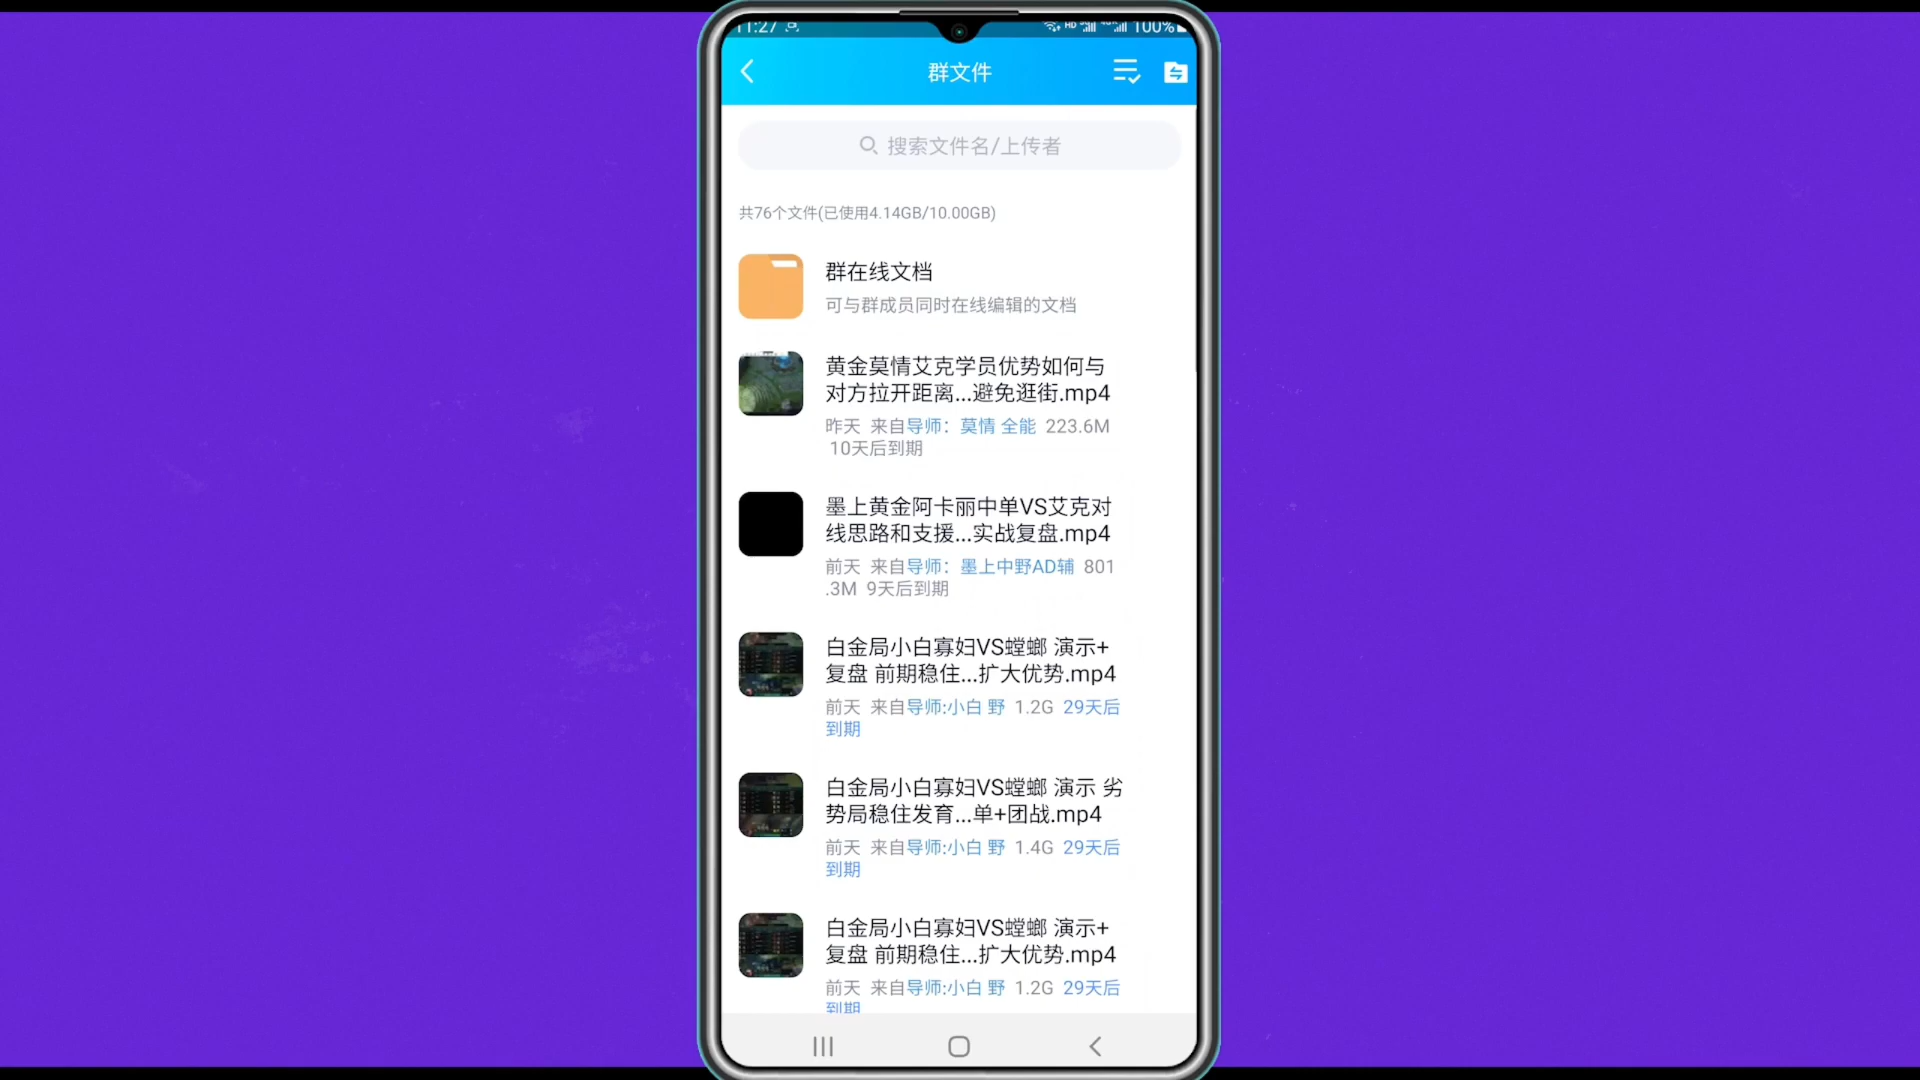 11:27
100%
群文件
搜索文件名/上传者
共76个文件(已使用4.14GB/10.00GB)
群在线文档
可与群成员同时在线编辑的文档
黄金莫情艾克学员优势如何与
对方拉开距离...避免逛街.mp4
昨天 来自导师：莫情 全能 223.6M
10天后到期
墨上黄金阿卡丽中单VS艾克对
线思路和支援...实战复盘.mp4
前天 来自导师：墨上中野AD辅 801
.3M 9天后到期
白金局小白寡妇VS螳螂 演示+
复盘 前期稳住...扩大优势.mp4
前天 来自导师:小白 野 1.2G 29天后
到期
白金局小白寡妇VS螳螂 演示 劣
势局稳住发育...单+团战.mp4
前天 来自导师:小白 野 1.4G 29天后
到期
白金局小白寡妇VS螳螂 演示+
复盘 前期稳住...扩大优势.mp4
前天 来自导师:小白 野 1.2G 29天后
到期